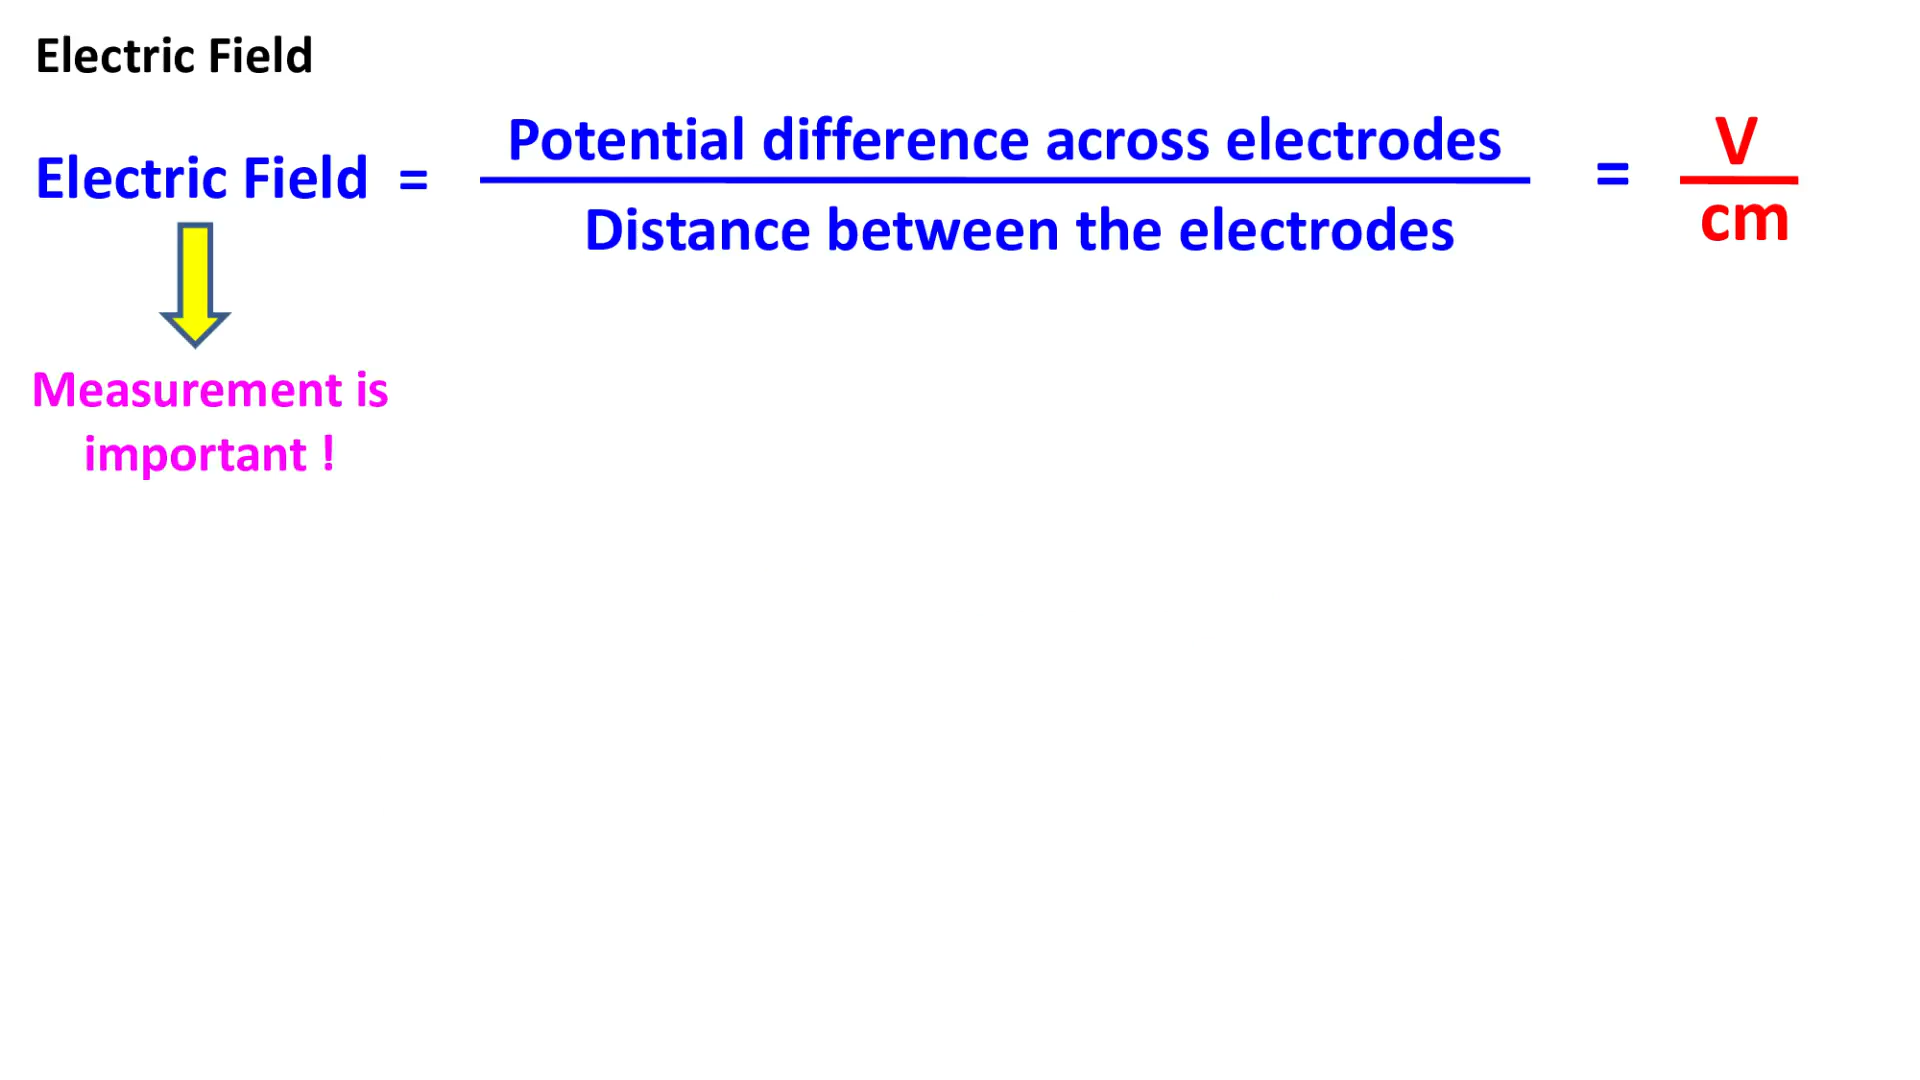 Electric Field
Electric Field = Potential difference across electrodes = V
Distance between the electrodes cm
Measurement is
important !